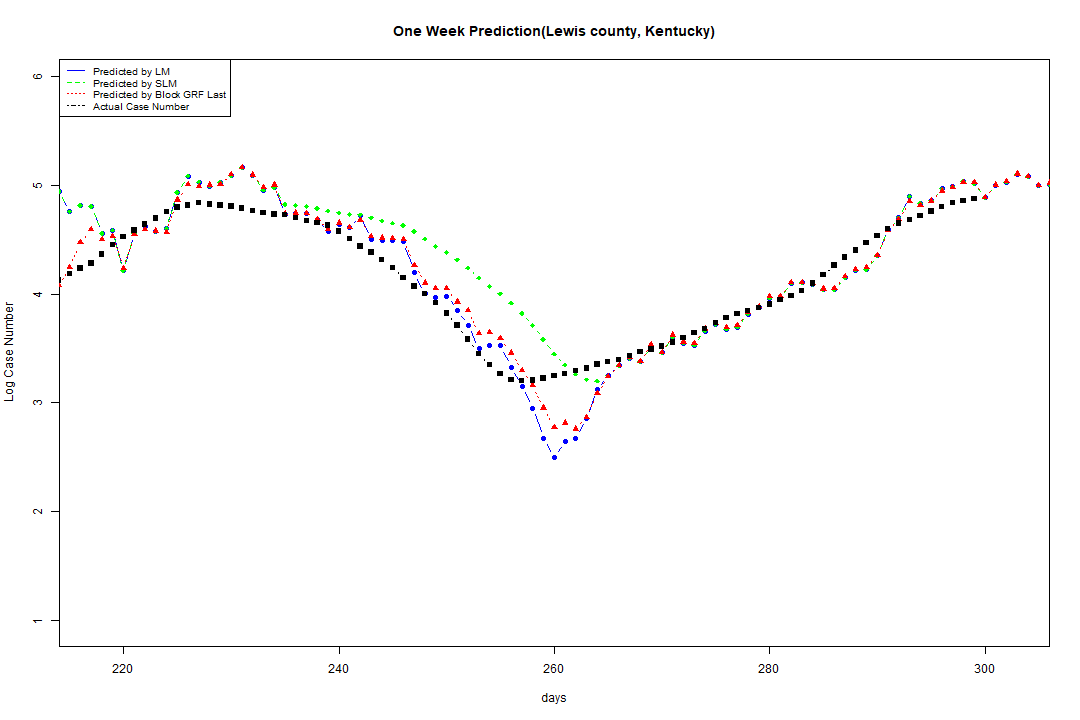 One Week Prediction(Lewis county, Kentucky)
Predicted by LM
Predicted by SLM
Predicted by Block GRF Last
Actual Case Number
6
5
4
3
2
1
Log Case Number
220 240 260 280 300
days